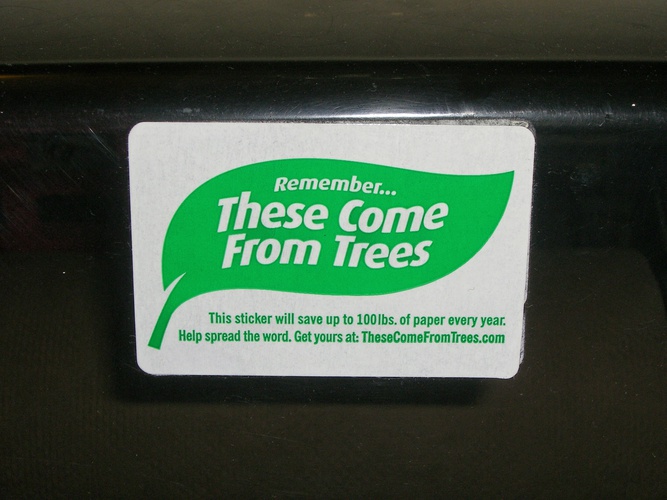 Remember...
These Come
From Trees
This sticker will save up to 100lbs. of paper every year.
Help spread the word. Get yours at: TheseComeFromTrees.com